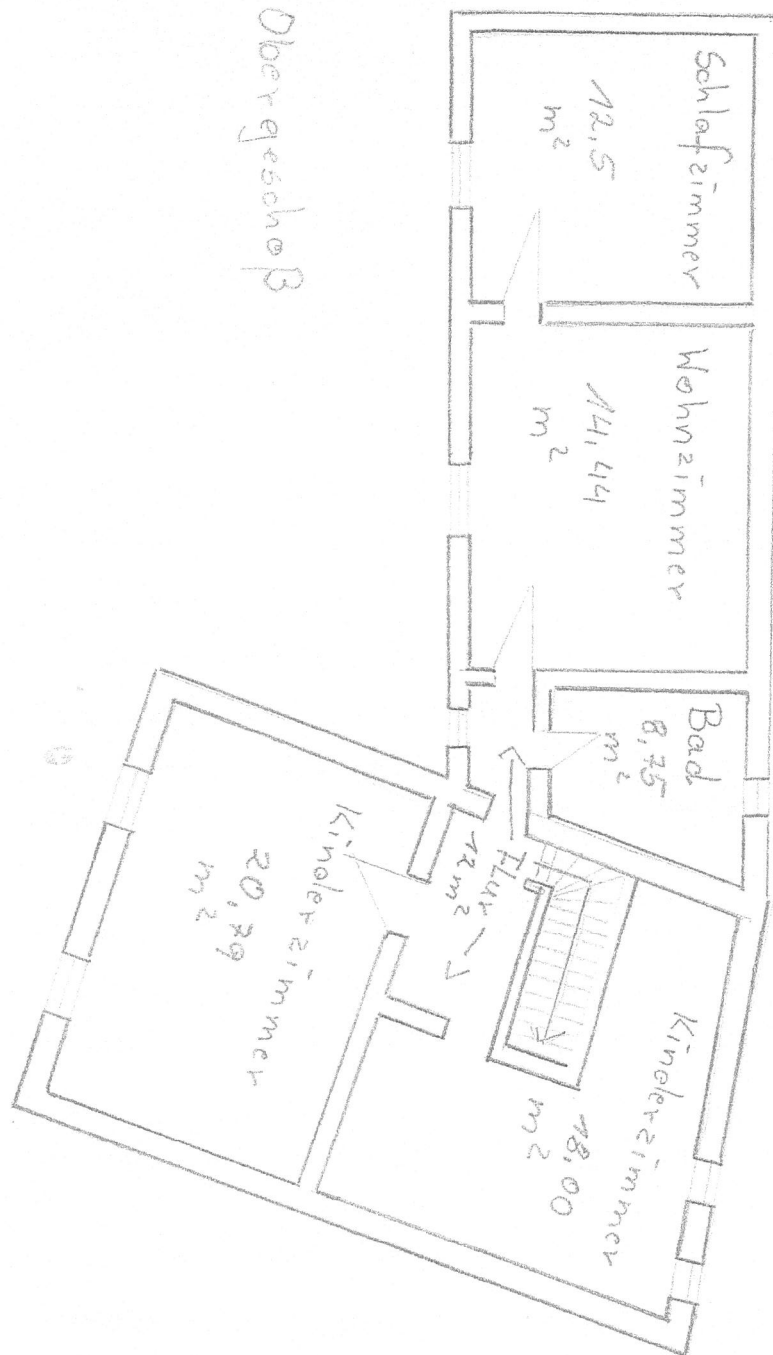 Schlafzimmer
12,5
m²
Wohnzimmer
14,44
m²
Bad
8,75
m²
Flur
12 m²
Kinderzimmer
20,79
m²
Kinderzimmer
18,00
m²
Obergeschoß